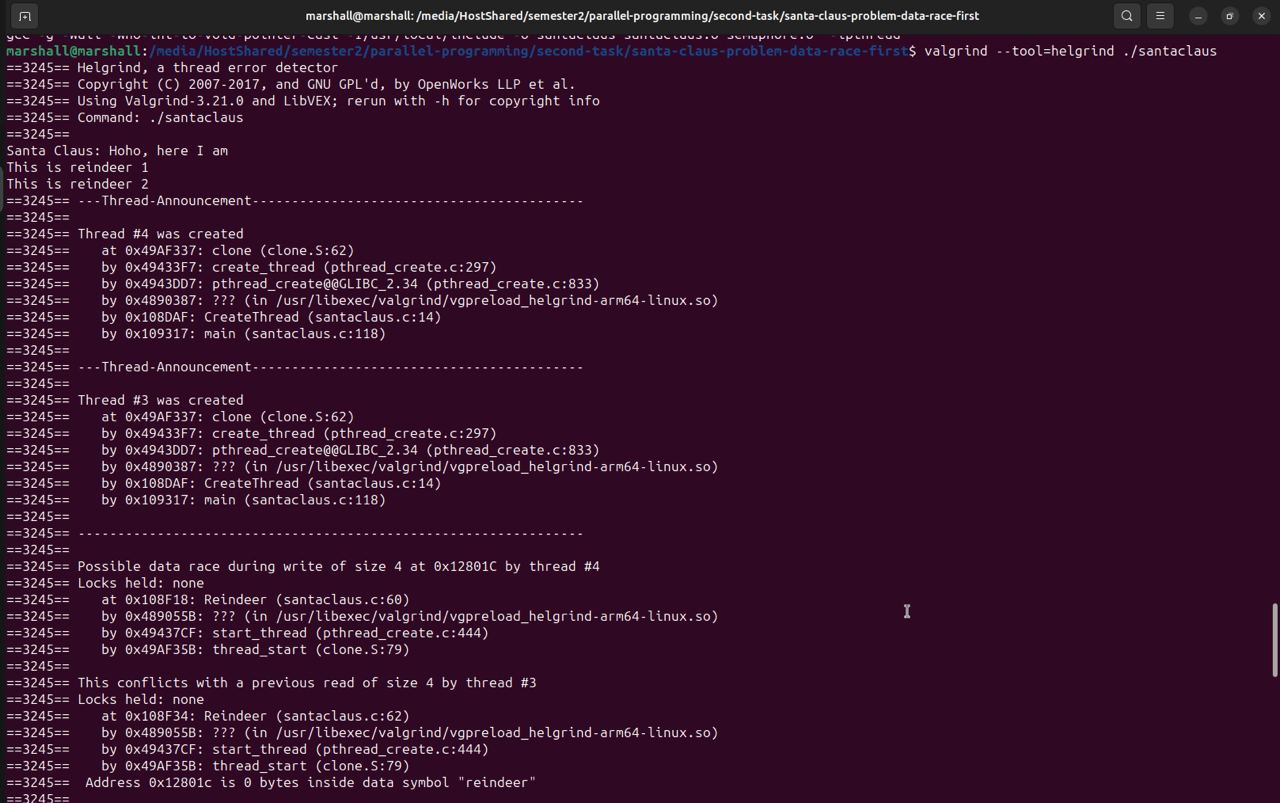 marshall@marshall: /media/HostShared/semester2/parallel-programming/second-task/santa-claus-problem-data-race-first
marshall@marshall:/media/HostShared/semester2/parallel-programming/second-task/santa-claus-problem-data-race-first$ valgrind --tool=helgrind ./santaclaus
==3245== Helgrind, a thread error detector
==3245== Copyright (C) 2007-2017, and GNU GPL'd, by OpenWorks LLP et al.
==3245== Using Valgrind-3.21.0 and LibVEX; rerun with -h for copyright info
==3245== Command: ./santaclaus
==3245==
Santa Claus: Hoho, here I am
This is reindeer 1
This is reindeer 2
==3245== ---Thread-Announcement------------------------------------------
==3245==
==3245== Thread #4 was created
==3245==    at 0x49AF337: clone (clone.S:62)
==3245==    by 0x49433F7: create_thread (pthread_create.c:297)
==3245==    by 0x4943DD7: pthread_create@@GLIBC_2.34 (pthread_create.c:833)
==3245==    by 0x4890387: ??? (in /usr/libexec/valgrind/vgpreload_helgrind-arm64-linux.so)
==3245==    by 0x108DAF: CreateThread (santaclaus.c:14)
==3245==    by 0x109317: main (santaclaus.c:118)
==3245==
==3245== ---Thread-Announcement------------------------------------------
==3245==
==3245== Thread #3 was created
==3245==    at 0x49AF337: clone (clone.S:62)
==3245==    by 0x49433F7: create_thread (pthread_create.c:297)
==3245==    by 0x4943DD7: pthread_create@@GLIBC_2.34 (pthread_create.c:833)
==3245==    by 0x4890387: ??? (in /usr/libexec/valgrind/vgpreload_helgrind-arm64-linux.so)
==3245==    by 0x108DAF: CreateThread (santaclaus.c:14)
==3245==    by 0x109317: main (santaclaus.c:118)
==3245==
==3245== ----------------------------------------------------------------
==3245==
==3245== Possible data race during write of size 4 at 0x12801C by thread #4
==3245== Locks held: none
==3245==    at 0x108F18: Reindeer (santaclaus.c:60)
==3245==    by 0x489055B: ??? (in /usr/libexec/valgrind/vgpreload_helgrind-arm64-linux.so)
==3245==    by 0x49437CF: start_thread (pthread_create.c:444)
==3245==    by 0x49AF35B: thread_start (clone.S:79)
==3245==
==3245== This conflicts with a previous read of size 4 by thread #3
==3245== Locks held: none
==3245==    at 0x108F34: Reindeer (santaclaus.c:62)
==3245==    by 0x489055B: ??? (in /usr/libexec/valgrind/vgpreload_helgrind-arm64-linux.so)
==3245==    by 0x49437CF: start_thread (pthread_create.c:444)
==3245==    by 0x49AF35B: thread_start (clone.S:79)
==3245==  Address 0x12801c is 0 bytes inside data symbol "reindeer"
==3245==